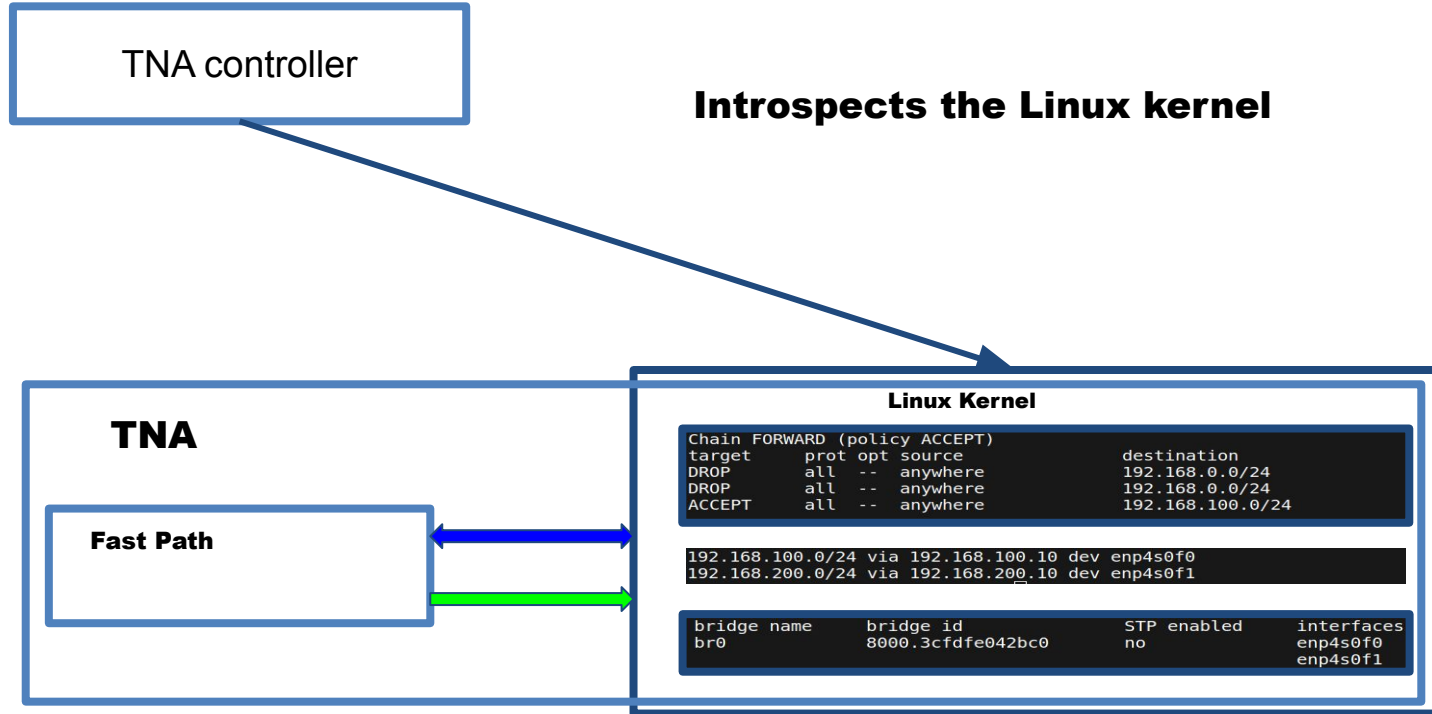 TNA controller
Introspects the Linux kernel
Linux Kernel
TNA
Chain FORWARD (policy ACCEPT)
target prot opt source destination
DROP all -- anywhere 192.168.0.0/24
DROP all -- anywhere 192.168.0.0/24
ACCEPT all -- anywhere 192.168.100.0/24
Fast Path
192.168.100.0/24 via 192.168.100.10 dev enp4s0f0
192.168.200.0/24 via 192.168.200.10 dev enp4s0f1
bridge name bridge id STP enabled interfaces
br0 8000.3cfdfe042bc0 no enp4s0f0
enp4s0f1